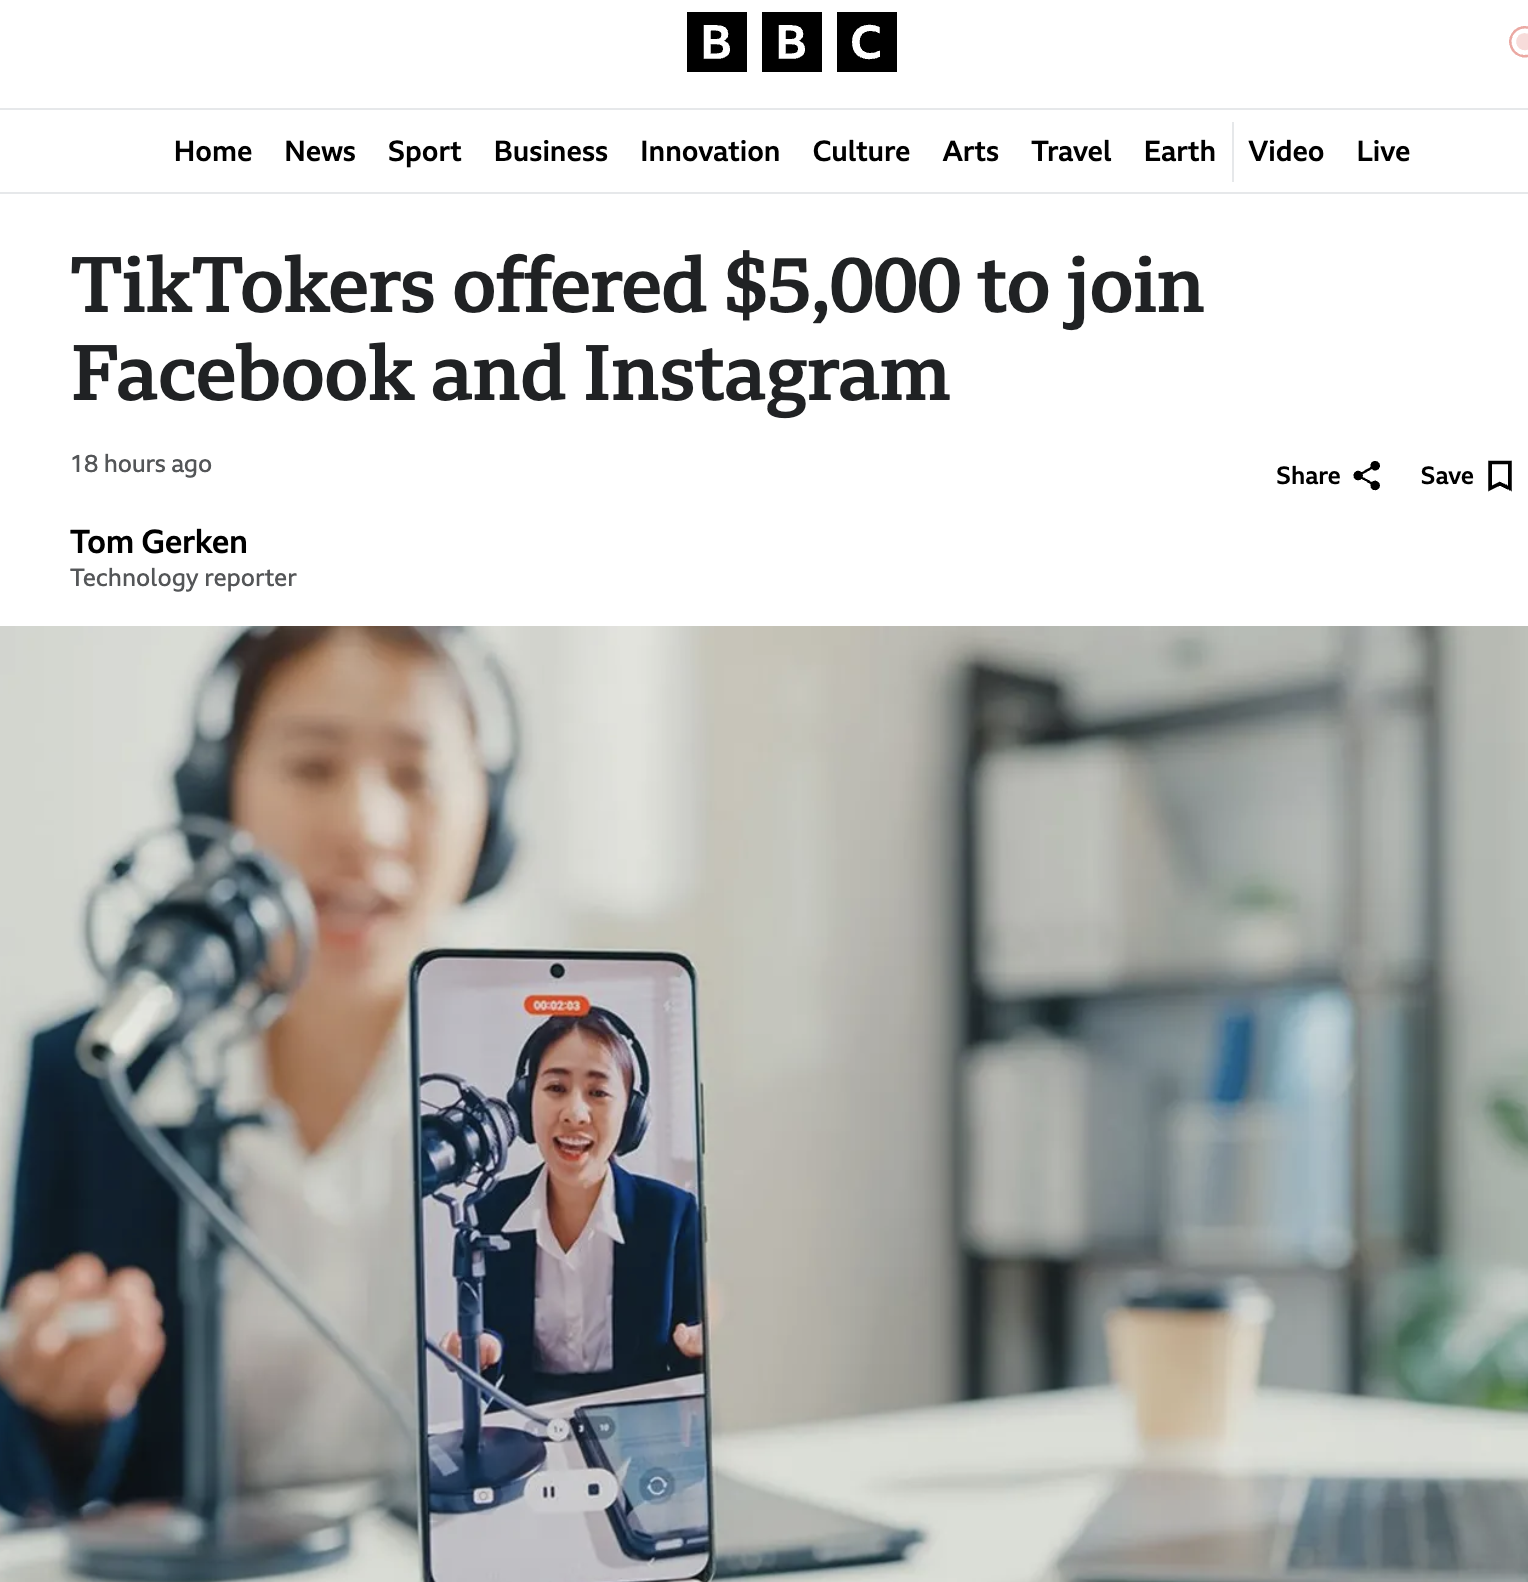 BBC
Home News Sport Business Innovation Culture Arts Travel Earth Video Live
TikTokers offered $5,000 to join
Facebook and Instagram
18 hours ago
Share Save
Tom Gerken
Technology reporter
00:02:03